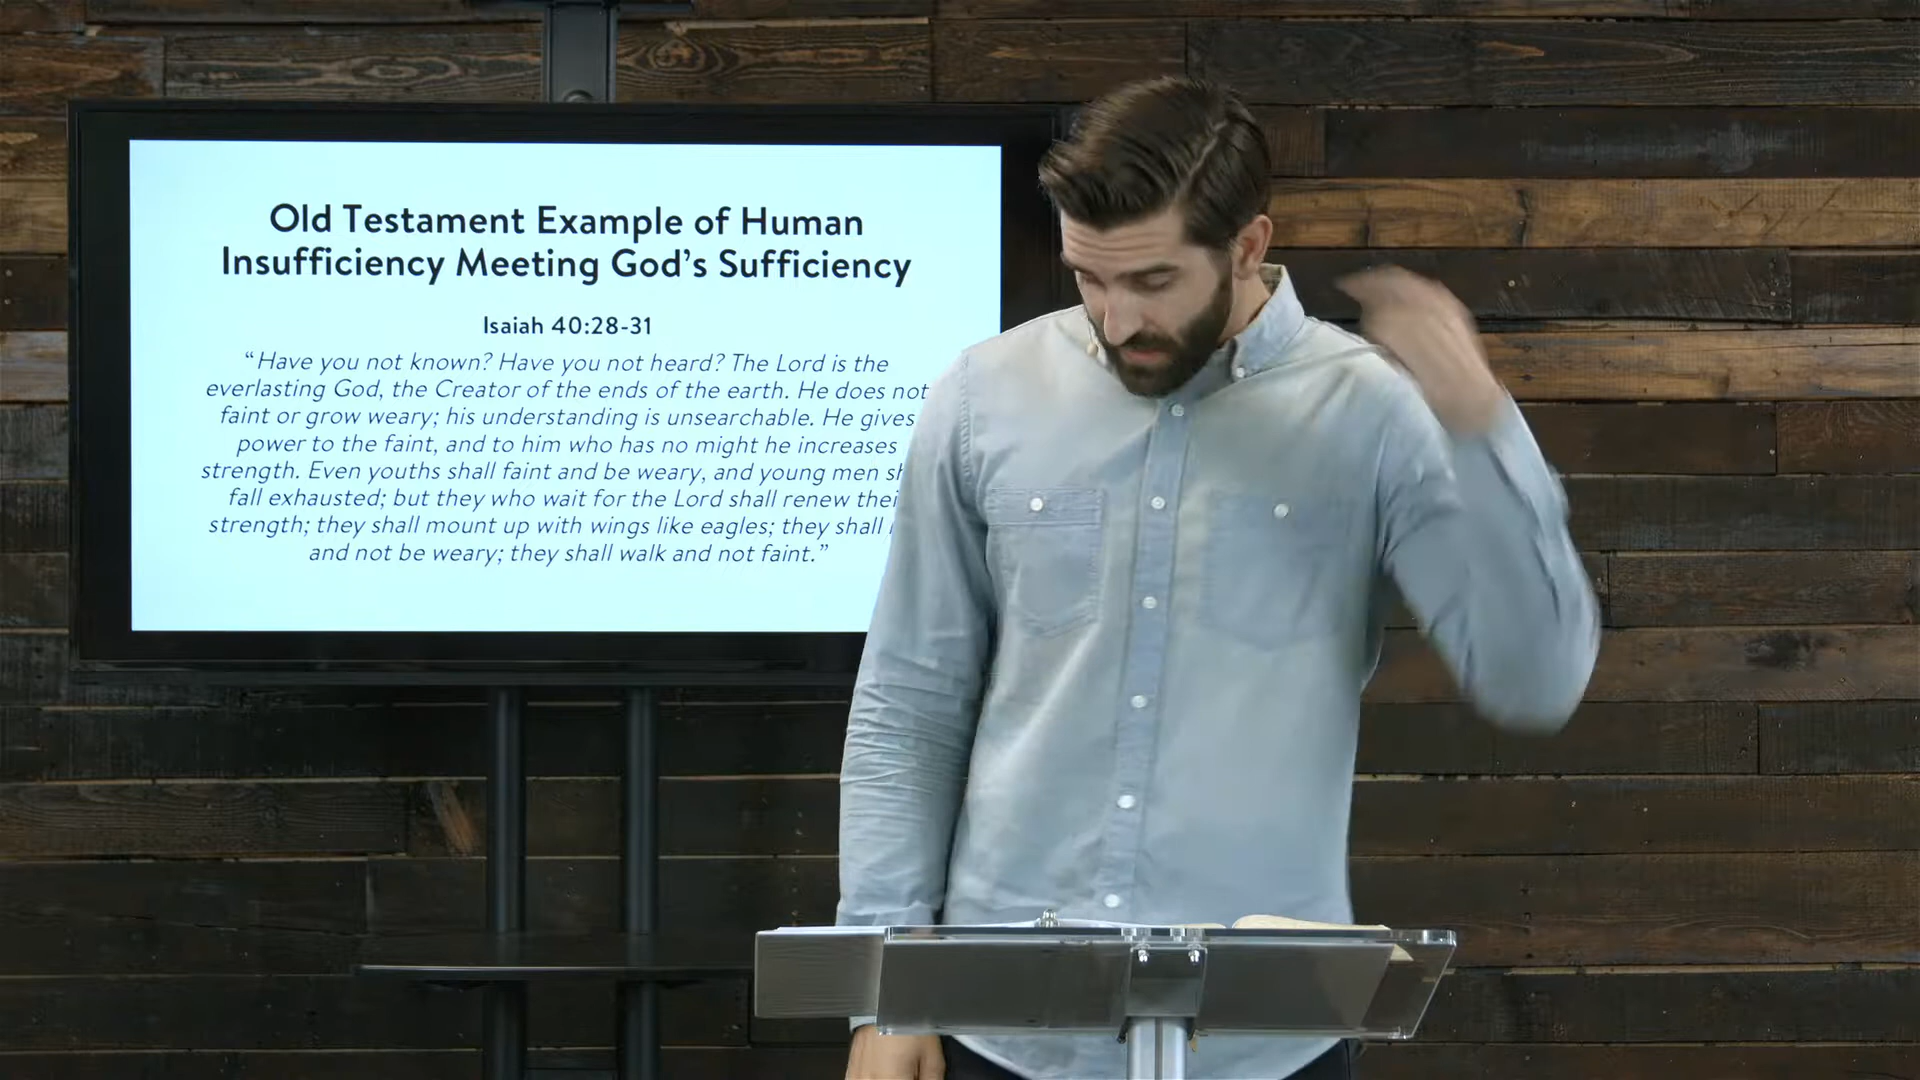 Old Testament Example of Human
Insufficiency Meeting God's Sufficiency
Isaiah 40:28-31
"Have you not known? Have you not heard? The Lord is the
everlasting God, the Creator of the ends of the earth. He does not
faint or grow weary; his understanding is unsearchable. He gives
power to the faint, and to him who has no might he increases
strength. Even youths shall faint and be weary, and young men
fall exhausted; but they who wait for the Lord shall renew
strength; they shall mount up with wings like eagles; they shall
and not be weary; they shall walk and not faint."